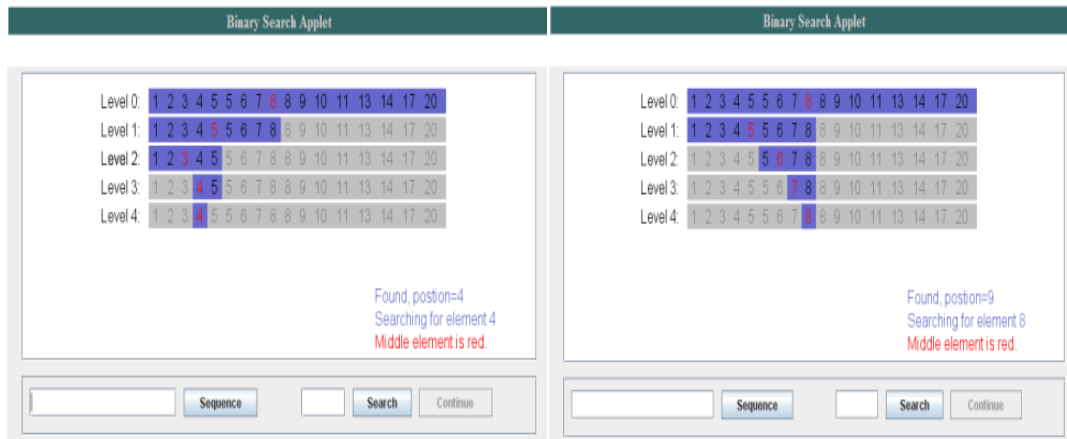 Binary Search Applet
Level 0: 1 2 3 4 5 5 6 7 8 8 9 10 11 13 14 17 20
Level 1: 1 2 3 4 5 5 6 7 8 8 9 10 11 13 14 17 20
Level 2: 1 2 3 4 5 5 6 7 8 8 9 10 11 13 14 17 20
Level 3: 1 2 3 4 5 5 6 7 8 8 9 10 11 13 14 17 20
Level 4: 1 2 3 4 5 5 6 7 8 8 9 10 11 13 14 17 20
Found, postion=4
Searching for element 4
Middle element is red.
Sequence Search Continue
Binary Search Applet
Level 0: 1 2 3 4 5 5 6 7 8 8 9 10 11 13 14 17 20
Level 1: 1 2 3 4 5 5 6 7 8 8 9 10 11 13 14 17 20
Level 2: 1 2 3 4 5 5 6 7 8 8 9 10 11 13 14 17 20
Level 3: 1 2 3 4 5 5 6 7 8 8 9 10 11 13 14 17 20
Level 4: 1 2 3 4 5 5 6 7 8 8 9 10 11 13 14 17 20
Found, postion=9
Searching for element 8
Middle element is red.
Sequence Search Continue